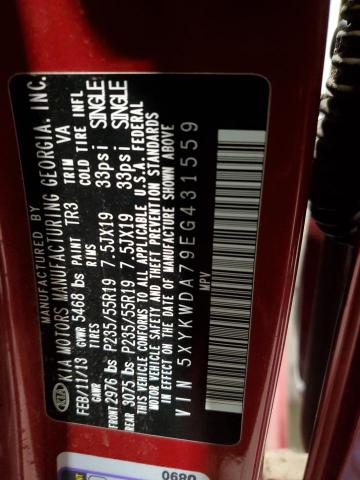 MANUFACTURED BY
KIA MOTORS MANUFACTURING GEORGIA. INC.
FEB/11/13 GVWR 5468 lbs PAINT TR3 TRIM VA
GAWR TIRES RIMS COLD TIRE INFL
FRONT 2976 lbs P235/55R19 7.5JX19 33psi SINGLE
REAR 3075 lbs P235/55R19 7.5JX19 33psi SINGLE
THIS VEHICLE CONFORMS TO ALL APPLICABLE U.S.A. FEDERAL
MOTOR VEHICLE SAFETY AND THEFT PREVENTION STANDARDS
IN EFFECT ON THE DATE OF MANUFACTURE SHOWN ABOVE
VIN 5XYKWDA79EG431559
MPV
KIA
0680